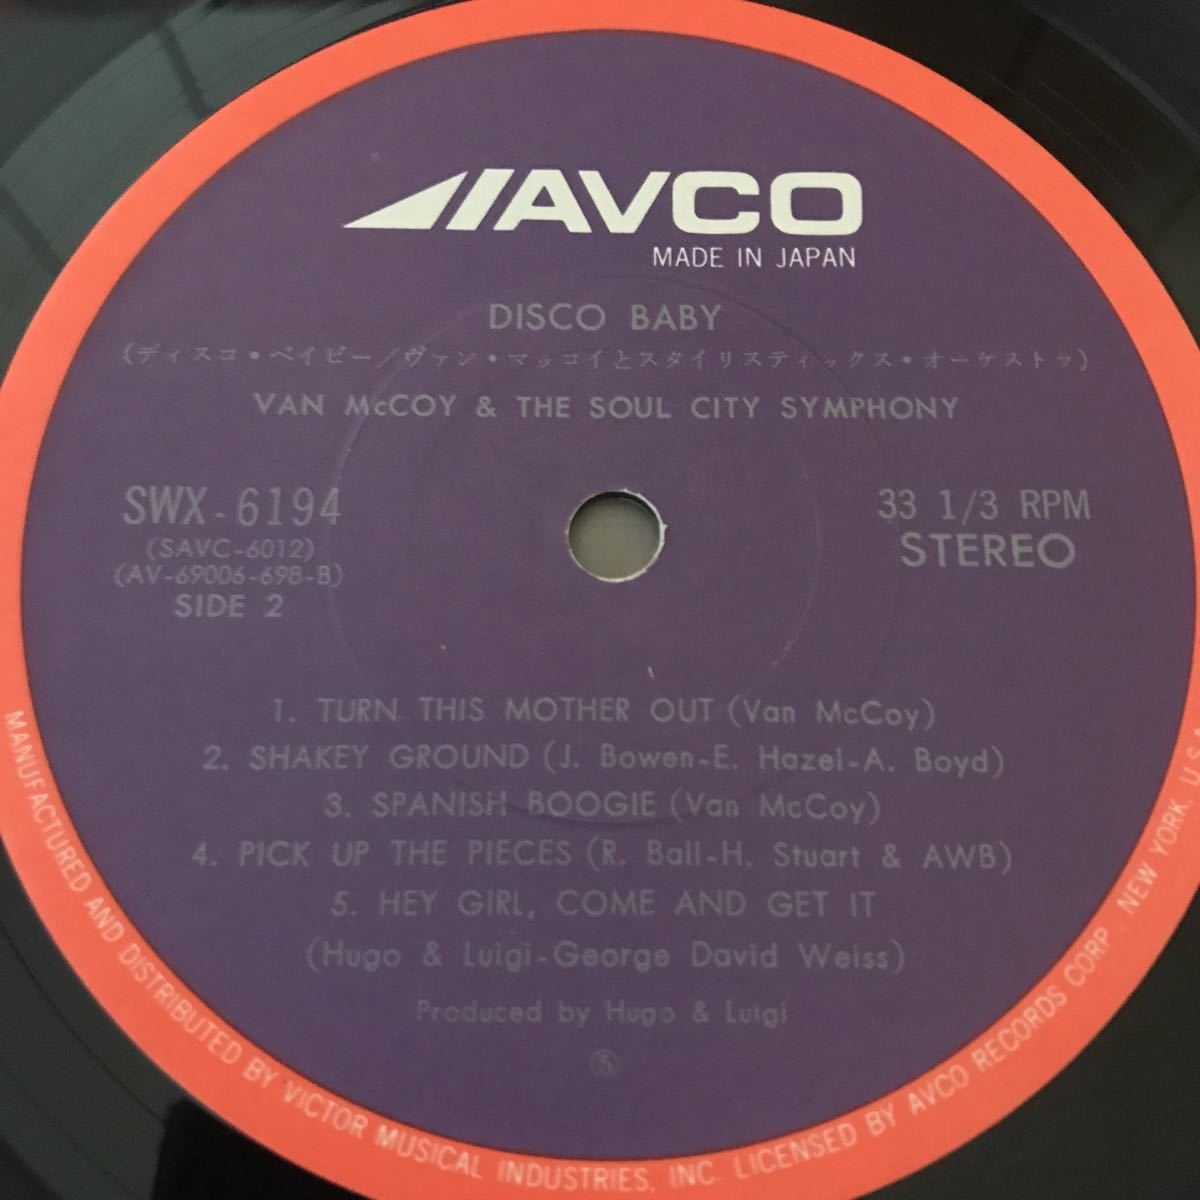 AVCO
MADE IN JAPAN
DISCO BABY
(ディスコ・ベイビー/ヴァン・マッコイとスタイリスティックス・オーケストラ)
VAN McCOY & THE SOUL CITY SYMPHONY
SWX-6194
(SAVC-6012)
(AV-69006-698-B)
SIDE 2
33 1/3 RPM
STEREO
1. TURN THIS MOTHER OUT (Van McCoy)
2. SHAKEY GROUND (J. Bowen-E. Hazel-A. Boyd)
3. SPANISH BOOGIE (Van McCoy)
4. PICK UP THE PIECES (R. Ball-H. Stuart & AWB)
5. HEY GIRL, COME AND GET IT
(Hugo & Luigi-George David Weiss)
Produced by Hugo & Luigi
MANUFACTURED AND DISTRIBUTED BY VICTOR MUSICAL INDUSTRIES, INC. LICENSED BY AVCO RECORDS CORP. NEW YORK, U.S.A.